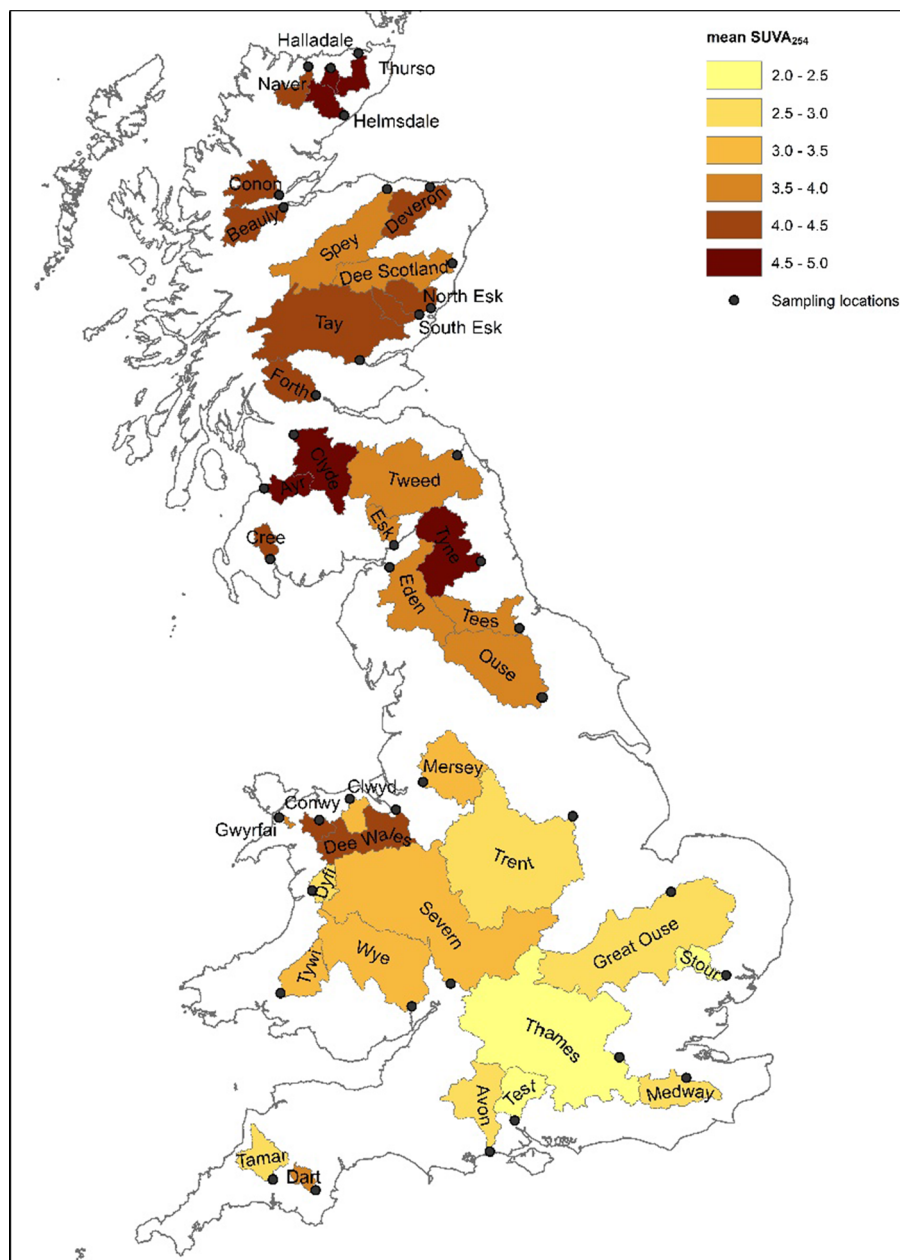 mean SUVA₂₅₄
2.0 - 2.5
2.5 - 3.0
3.0 - 3.5
3.5 - 4.0
4.0 - 4.5
4.5 - 5.0
Sampling locations
Halladale
Thurso
Naver
Helmsdale
Conon
Beauly
Deveron
Spey
Dee Scotland
North Esk
South Esk
Tay
Forth
Clyde
Ayr
Tweed
Esk
Cree
Tyne
Eden
Tees
Ouse
Mersey
Clwyd
Conwy
Gwyrfai
Dee Wales
Trent
Dyfi
Severn
Great Ouse
Stour
Wye
Tywi
Thames
Test
Medway
Avon
Tamar
Dart